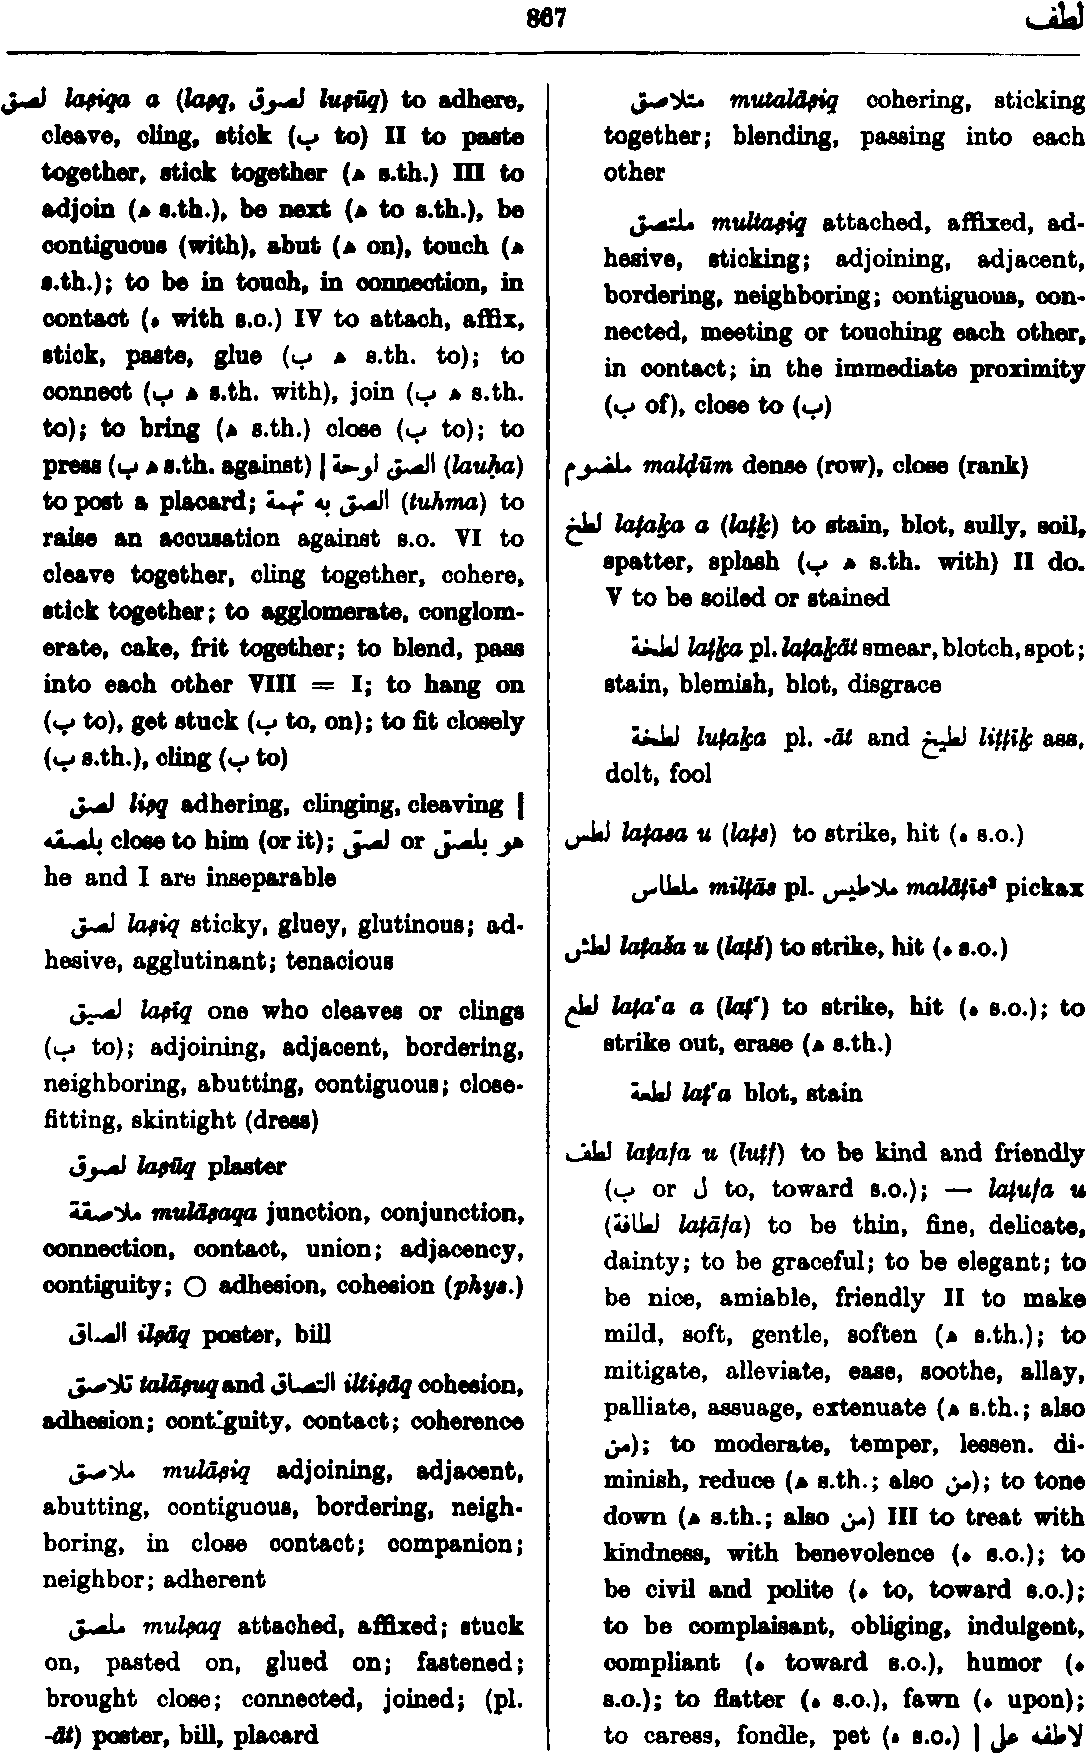 867
لطف
لصق laṣiqa a (laṣq, لصوق luṣūq) to adhere,
cleave, cling, stick (ب to) II to paste
together, stick together (ه s.th.) III to
adjoin (ه s.th.), be next (ه to s.th.), be
contiguous (with), abut (ه on), touch (ه
s.th.); to be in touch, in connection, in
contact (ه with s.o.) IV to attach, affix,
stick, paste, glue (ه ب s.th. to); to
connect (ه ب s.th. with), join (ه ب s.th.
to); to bring (ه s.th.) close (ب to); to
press (ه ب s.th. against) | الصق لوحة (lauḥa)
to post a placard; الصق به تهمة (tuhma) to
raise an accusation against s.o. VI to
cleave together, cling together, cohere,
stick together; to agglomerate, conglom-
erate, cake, frit together; to blend, pass
into each other VIII = I; to hang on
(ب to), get stuck (ب to, on); to fit closely
(ب s.th.), cling (ب to)
لصق liṣq adhering, clinging, cleaving |
بلصقه close to him (or it); هو بلصقى or لصقى
he and I are inseparable
لصق laṣiq sticky, gluey, glutinous; ad-
hesive, agglutinant; tenacious
لصيق laṣīq one who cleaves or clings
(ب to); adjoining, adjacent, bordering,
neighboring, abutting, contiguous; close-
fitting, skintight (dress)
لصوق laṣūq plaster
ملاصقة mulāṣaqa junction, conjunction,
connection, contact, union; adjacency,
contiguity; ○ adhesion, cohesion (phys.)
الصاق ilṣāq poster, bill
تلاصق talāṣuq and التصاق iltiṣāq cohesion,
adhesion; contiguity, contact; coherence
ملاصق mulāṣiq adjoining, adjacent,
abutting, contiguous, bordering, neigh-
boring, in close contact; companion;
neighbor; adherent
ملصق mulṣaq attached, affixed; stuck
on, pasted on, glued on; fastened;
brought close; connected, joined; (pl.
-āt) poster, bill, placard
متلاصق mutalāṣiq cohering, sticking
together; blending, passing into each
other
ملتصق multaṣiq attached, affixed, ad-
hesive, sticking; adjoining, adjacent,
bordering, neighboring; contiguous, con-
nected, meeting or touching each other,
in contact; in the immediate proximity
(ب of), close to (ب)
ملضوم malḍūm dense (row), close (rank)
لطخ laṭaḵa a (laṭḵ) to stain, blot, sully, soil,
spatter, splash (ه ب s.th. with) II do.
V to be soiled or stained
لطخة laṭḵa pl. laṭaḵāt smear, blotch, spot;
stain, blemish, blot, disgrace
لطخة luṭaḵa pl. -āt and لطيخ liṭṭīḵ ass,
dolt, fool
لطس laṭasa u (laṭs) to strike, hit (ه s.o.)
ملطاس milṭās pl. ملاطيس malāṭīs² pickax
لطش laṭaša u (laṭš) to strike, hit (ه s.o.)
لطع laṭaʿa a (laṭʿ) to strike, hit (ه s.o.); to
strike out, erase (ه s.th.)
لطعة laṭʿa blot, stain
لطف laṭafa u (luṭf) to be kind and friendly
(ب or ل to, toward s.o.); — laṭufa u
(لطافة laṭāfa) to be thin, fine, delicate,
dainty; to be graceful; to be elegant; to
be nice, amiable, friendly II to make
mild, soft, gentle, soften (ه s.th.); to
mitigate, alleviate, ease, soothe, allay,
palliate, assuage, extenuate (ه s.th.; also
من); to moderate, temper, lessen. di-
minish, reduce (ه s.th.; also من); to tone
down (ه s.th.; also من) III to treat with
kindness, with benevolence (ه s.o.); to
be civil and polite (ه to, toward s.o.);
to be complaisant, obliging, indulgent,
compliant (ه toward s.o.), humor (ه
s.o.); to flatter (ه s.o.), fawn (ه upon);
to caress, fondle, pet (ه s.o.) | لاطفه على